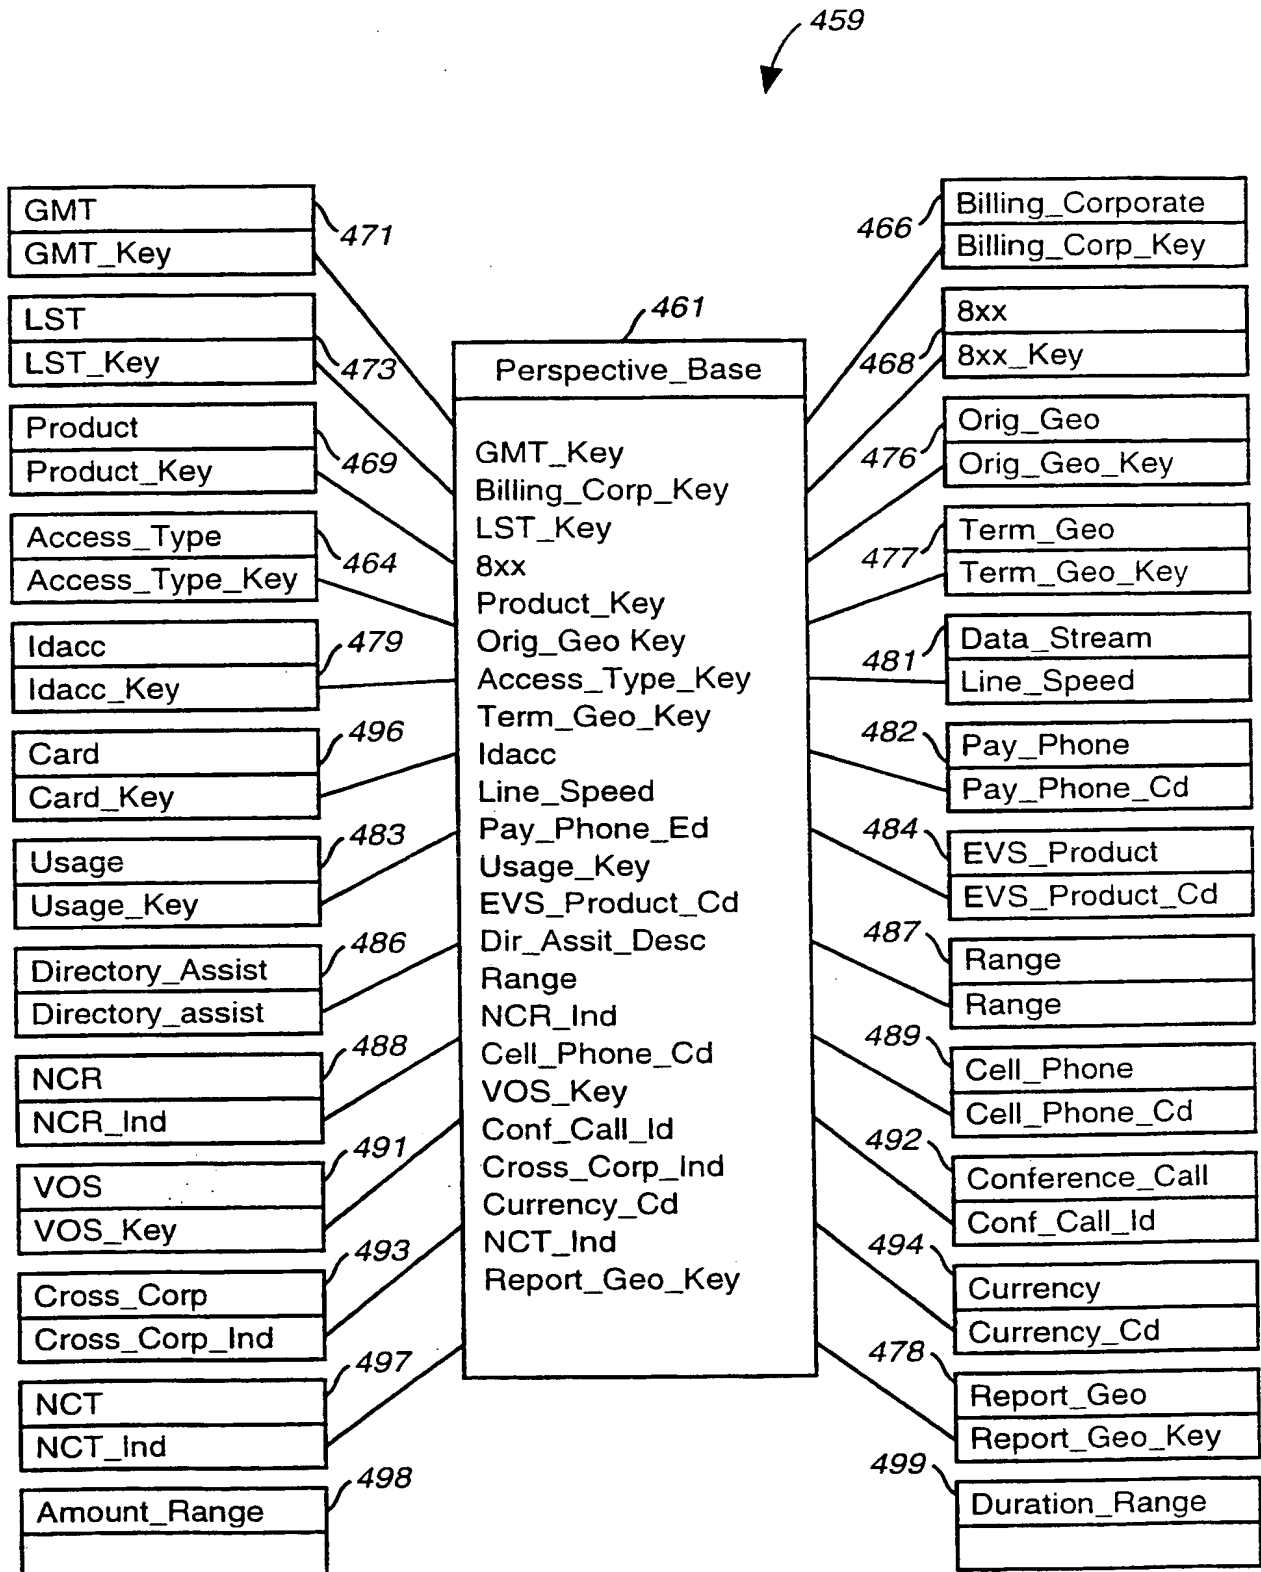 459
GMT
GMT_Key
471
LST
LST_Key
473
Product
Product_Key
469
Access_Type
Access_Type_Key
464
Idacc
Idacc_Key
479
Card
Card_Key
496
Usage
Usage_Key
483
Directory_Assist
Directory_assist
486
NCR
NCR_Ind
488
VOS
VOS_Key
491
Cross_Corp
Cross_Corp_Ind
493
NCT
NCT_Ind
497
Amount_Range
498
461
Perspective_Base
GMT_Key
Billing_Corp_Key
LST_Key
8xx
Product_Key
Orig_Geo Key
Access_Type_Key
Term_Geo_Key
Idacc
Line_Speed
Pay_Phone_Ed
Usage_Key
EVS_Product_Cd
Dir_Assit_Desc
Range
NCR_Ind
Cell_Phone_Cd
VOS_Key
Conf_Call_Id
Cross_Corp_Ind
Currency_Cd
NCT_Ind
Report_Geo_Key
466
Billing_Corporate
Billing_Corp_Key
468
8xx
8xx_Key
476
Orig_Geo
Orig_Geo_Key
477
Term_Geo
Term_Geo_Key
481
Data_Stream
Line_Speed
482
Pay_Phone
Pay_Phone_Cd
484
EVS_Product
EVS_Product_Cd
487
Range
Range
489
Cell_Phone
Cell_Phone_Cd
492
Conference_Call
Conf_Call_Id
494
Currency
Currency_Cd
478
Report_Geo
Report_Geo_Key
499
Duration_Range